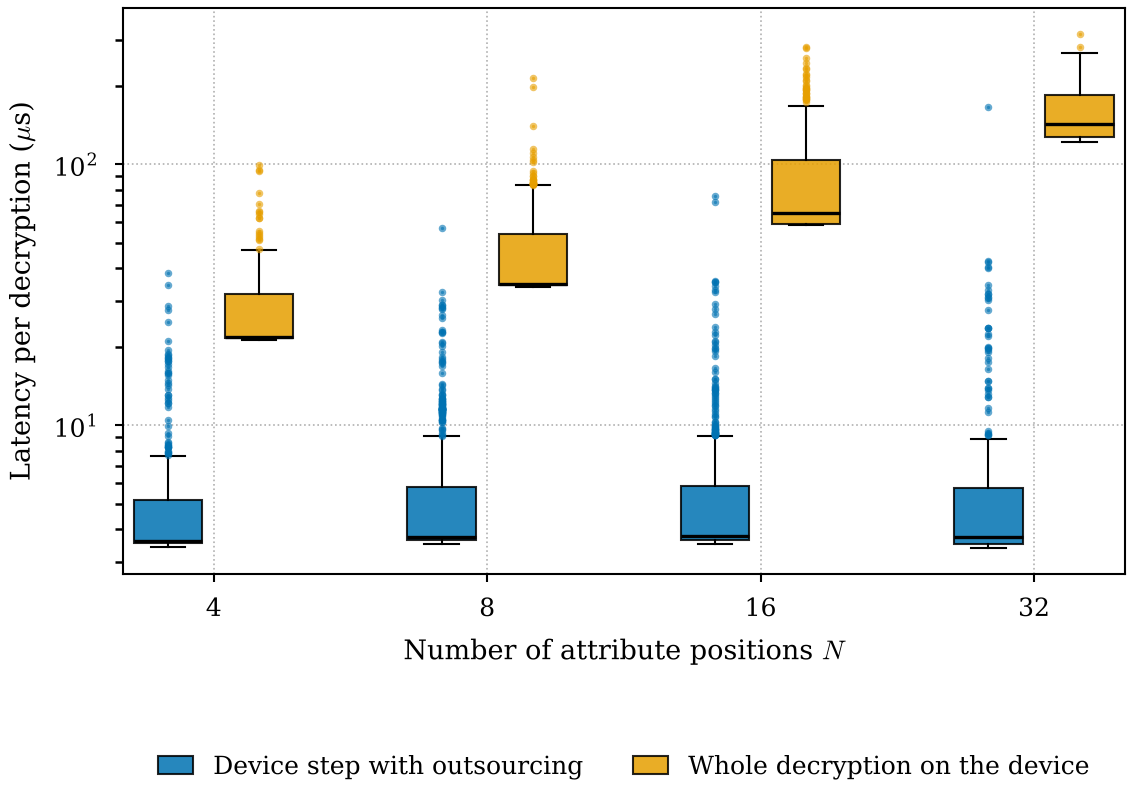 Latency per decryption (μs)
10²
10¹
4 8 16 32
Number of attribute positions N
Device step with outsourcing Whole decryption on the device